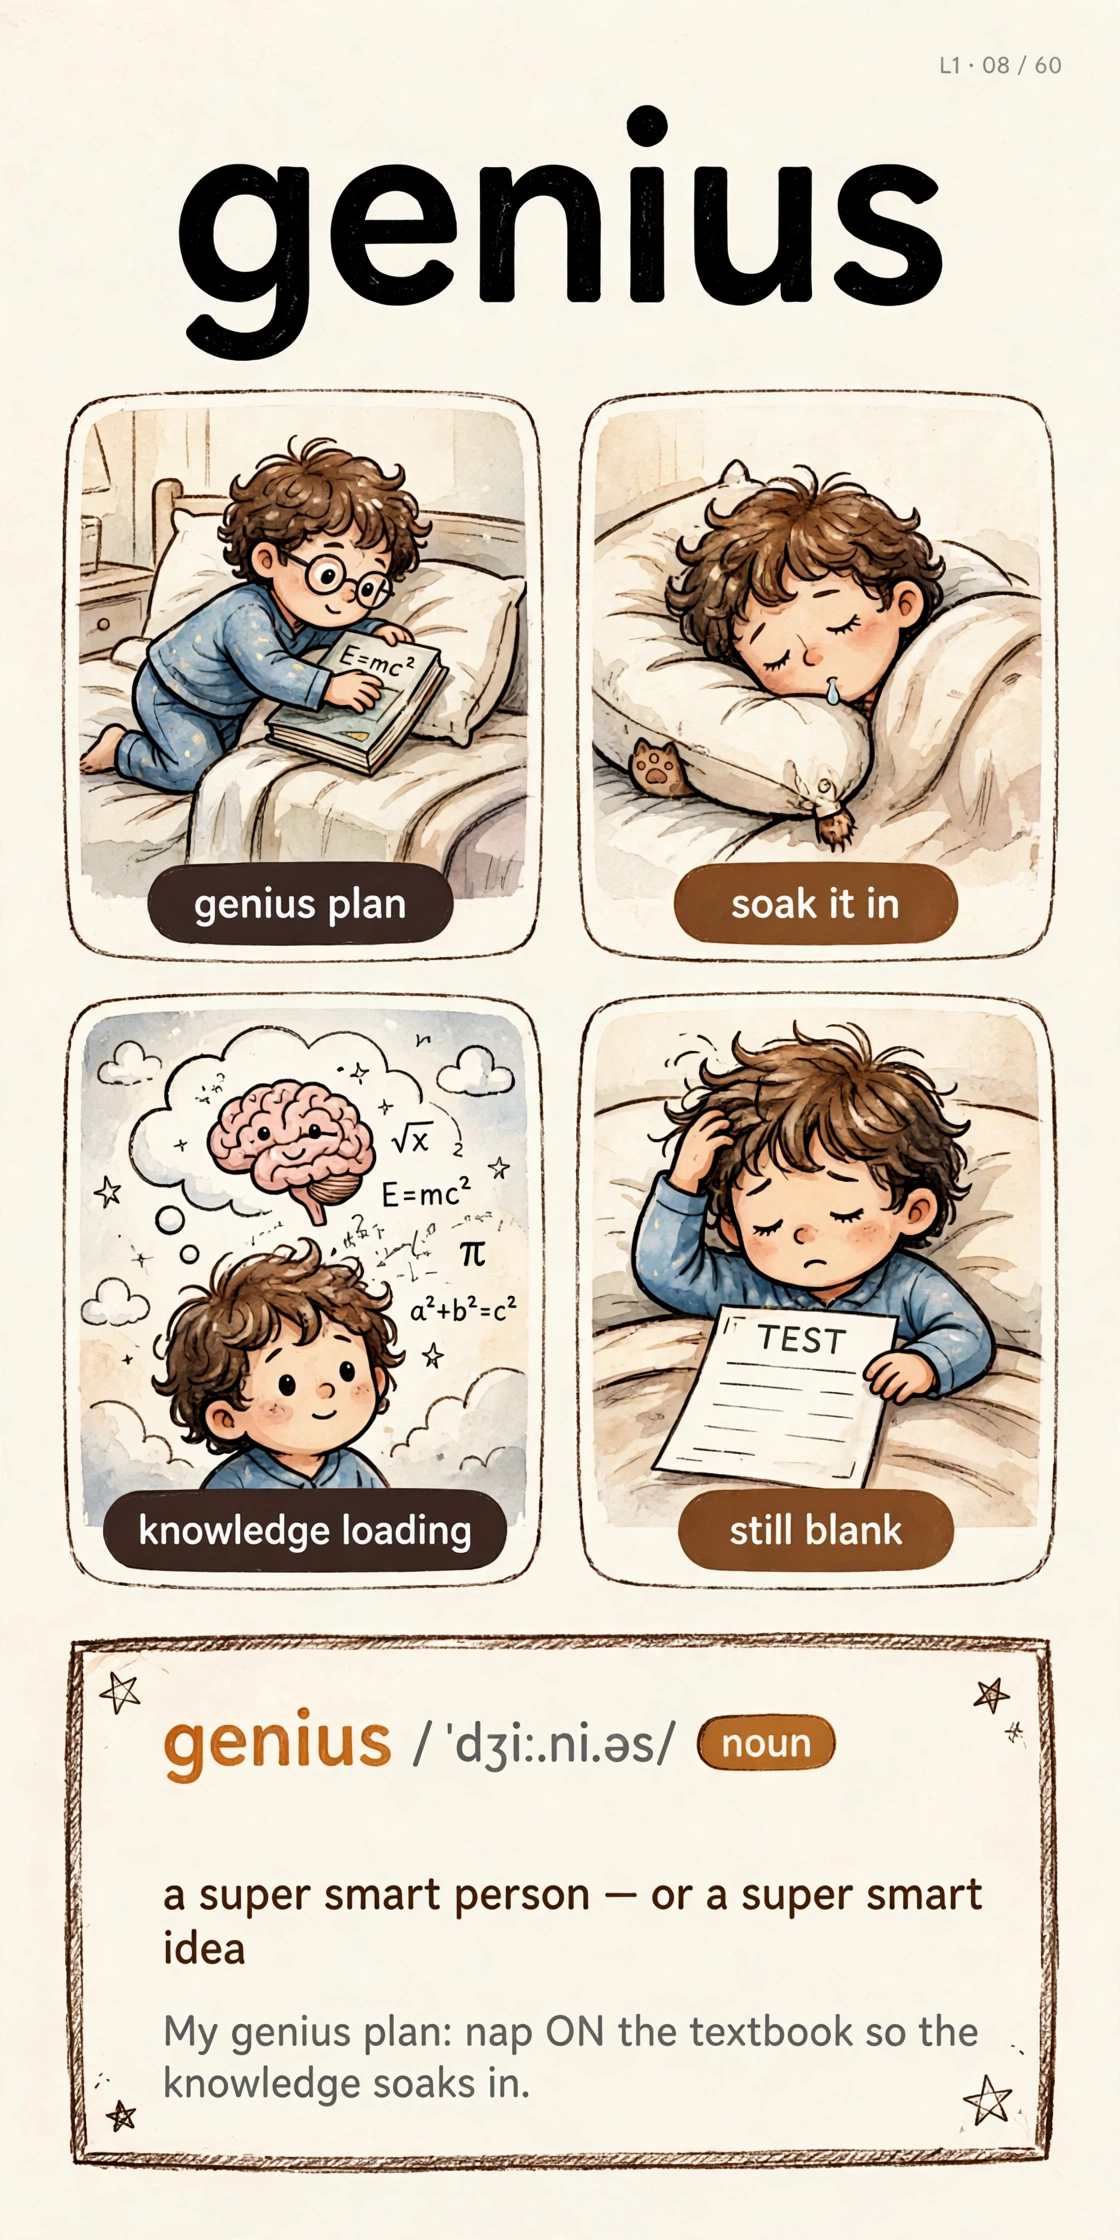 L1 · 08 / 60
genius
E=mc²
genius plan
soak it in
√x
2
E=mc²
π
a²+b²=c²
knowledge loading
TEST
still blank
genius / ˈdʒiː.ni.əs/ noun
a super smart person — or a super smart
idea
My genius plan: nap ON the textbook so the
knowledge soaks in.